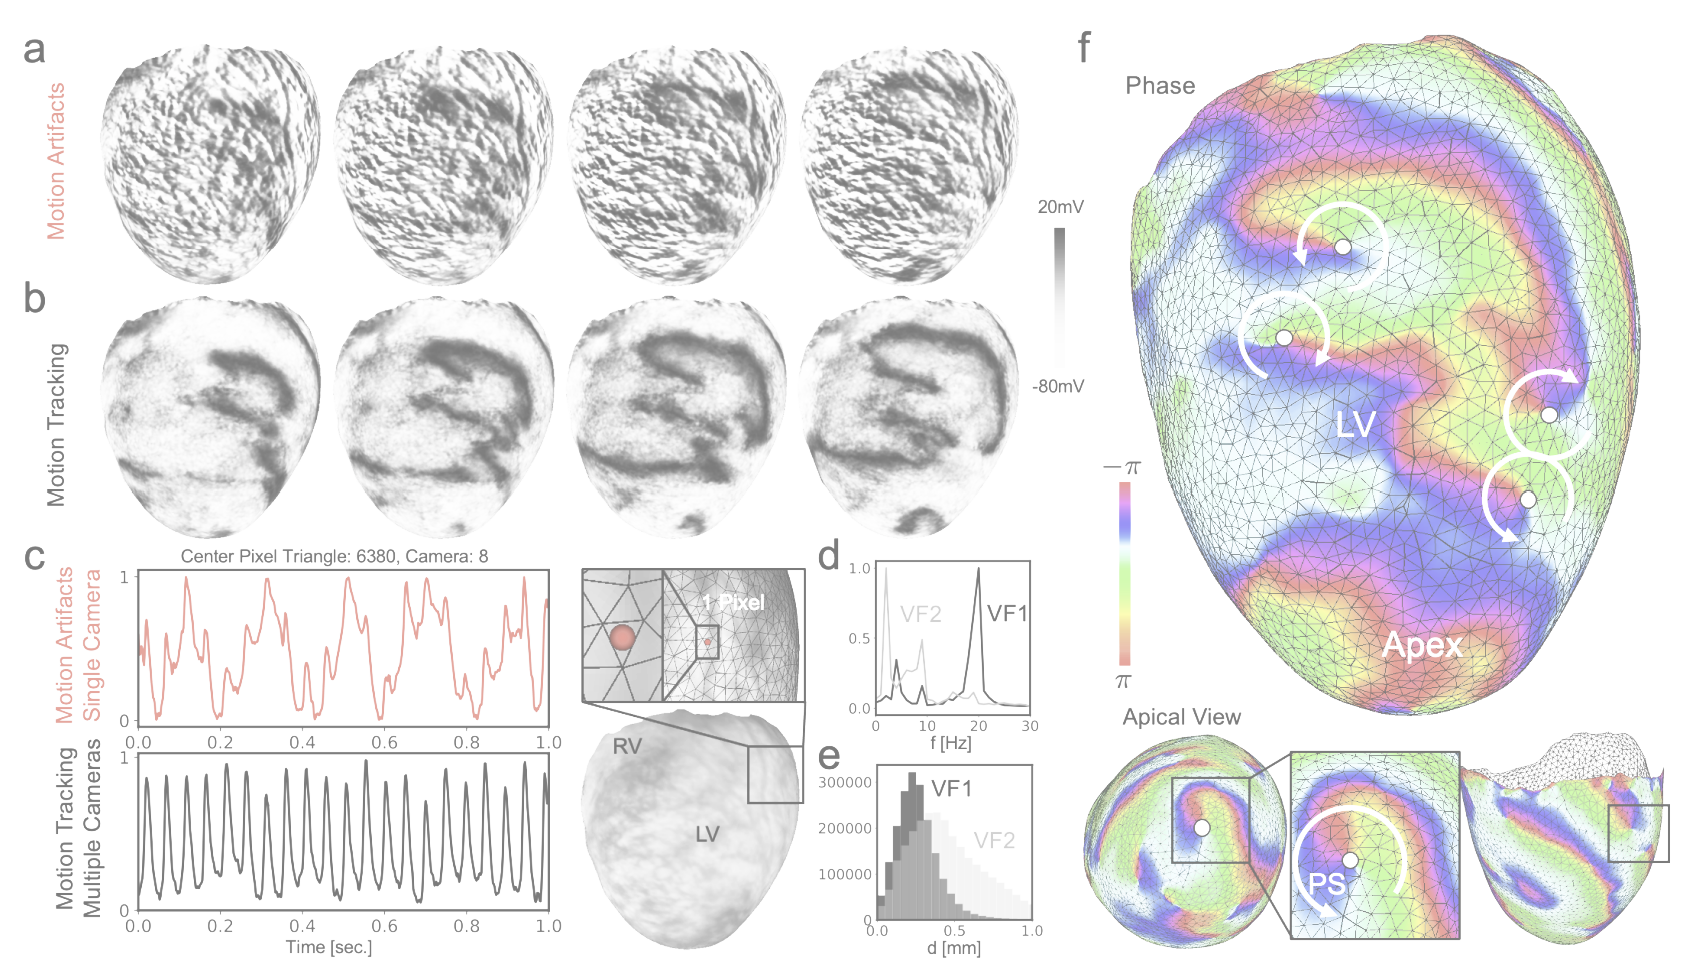 a
Motion Artifacts
b
Motion Tracking
20mV
-80mV
c
Center Pixel Triangle: 6380, Camera: 8
Motion Artifacts
Single Camera
1
0
0.0 0.2 0.4 0.6 0.8 1.0
Motion Tracking
Multiple Cameras
1
0
0.0 0.2 0.4 0.6 0.8 1.0
Time [sec.]
1 Pixel
RV
LV
d
1.0
0.5
0.0
VF2
VF1
0 10 20 30
f [Hz]
e
300000
200000
100000
0
VF1
VF2
0.0 0.5 1.0
d [mm]
f
Phase
LV
Apex
−π
π
Apical View
PS